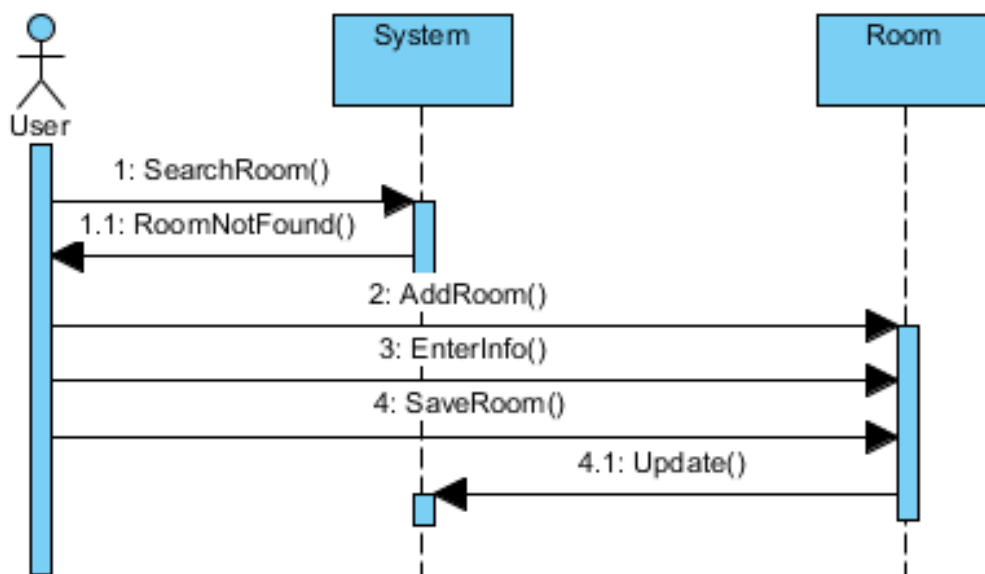 System
Room
User
1: SearchRoom()
1.1: RoomNotFound()
2: AddRoom()
3: EnterInfo()
4: SaveRoom()
4.1: Update()